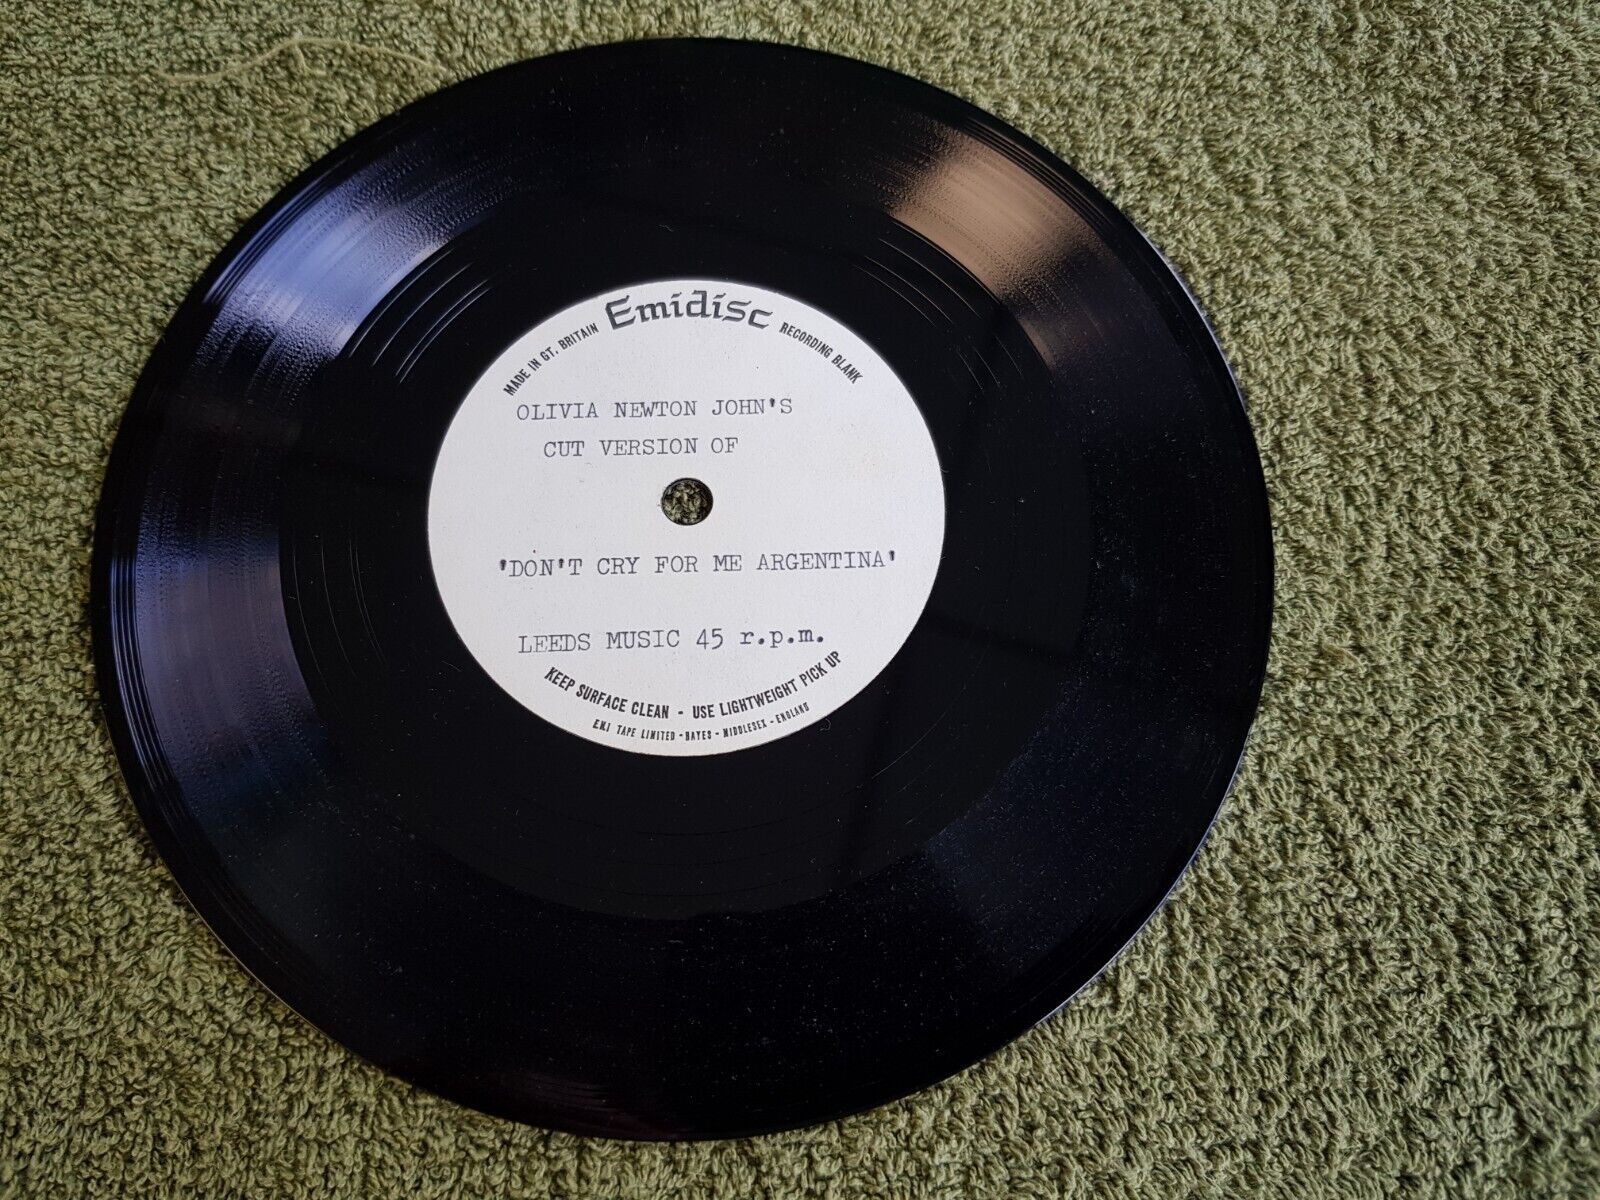 MADE IN GT. BRITAIN Emidisc RECORDING BLANK
OLIVIA NEWTON JOHN'S
CUT VERSION OF
'DON'T CRY FOR ME ARGENTINA'
LEEDS MUSIC 45 r.p.m.
KEEP SURFACE CLEAN - USE LIGHTWEIGHT PICK UP
E.M.I TAPE LIMITED - HAYES - MIDDLESEX - ENGLAND